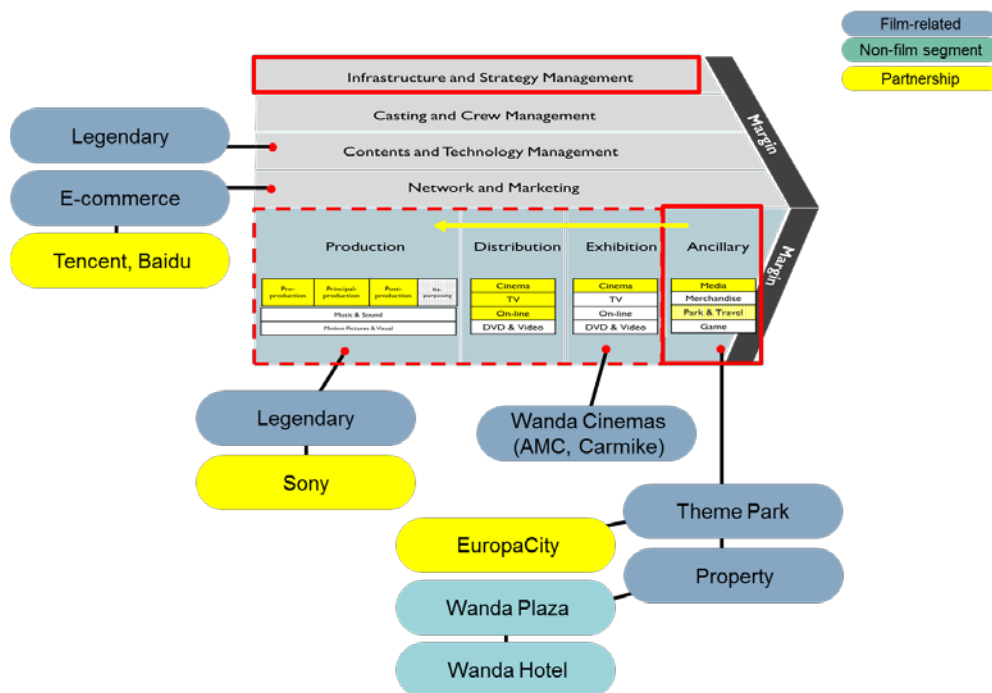 Film-related
Non-film segment
Partnership
Infrastructure and Strategy Management
Casting and Crew Management
Contents and Technology Management
Network and Marketing
Margin
Margin
Legendary
E-commerce
Tencent, Baidu
Production
Distribution
Exhibition
Ancillary
Pre-
production
Principal-
production
Post-
production
Re-
purposing
Music & Sound
Motion Pictures & Visual
Cinema
TV
On-line
DVD & Video
Cinema
TV
On-line
DVD & Video
Media
Merchandise
Park & Travel
Game
Legendary
Sony
Wanda Cinemas
(AMC, Carmike)
Theme Park
EuropaCity
Property
Wanda Plaza
Wanda Hotel